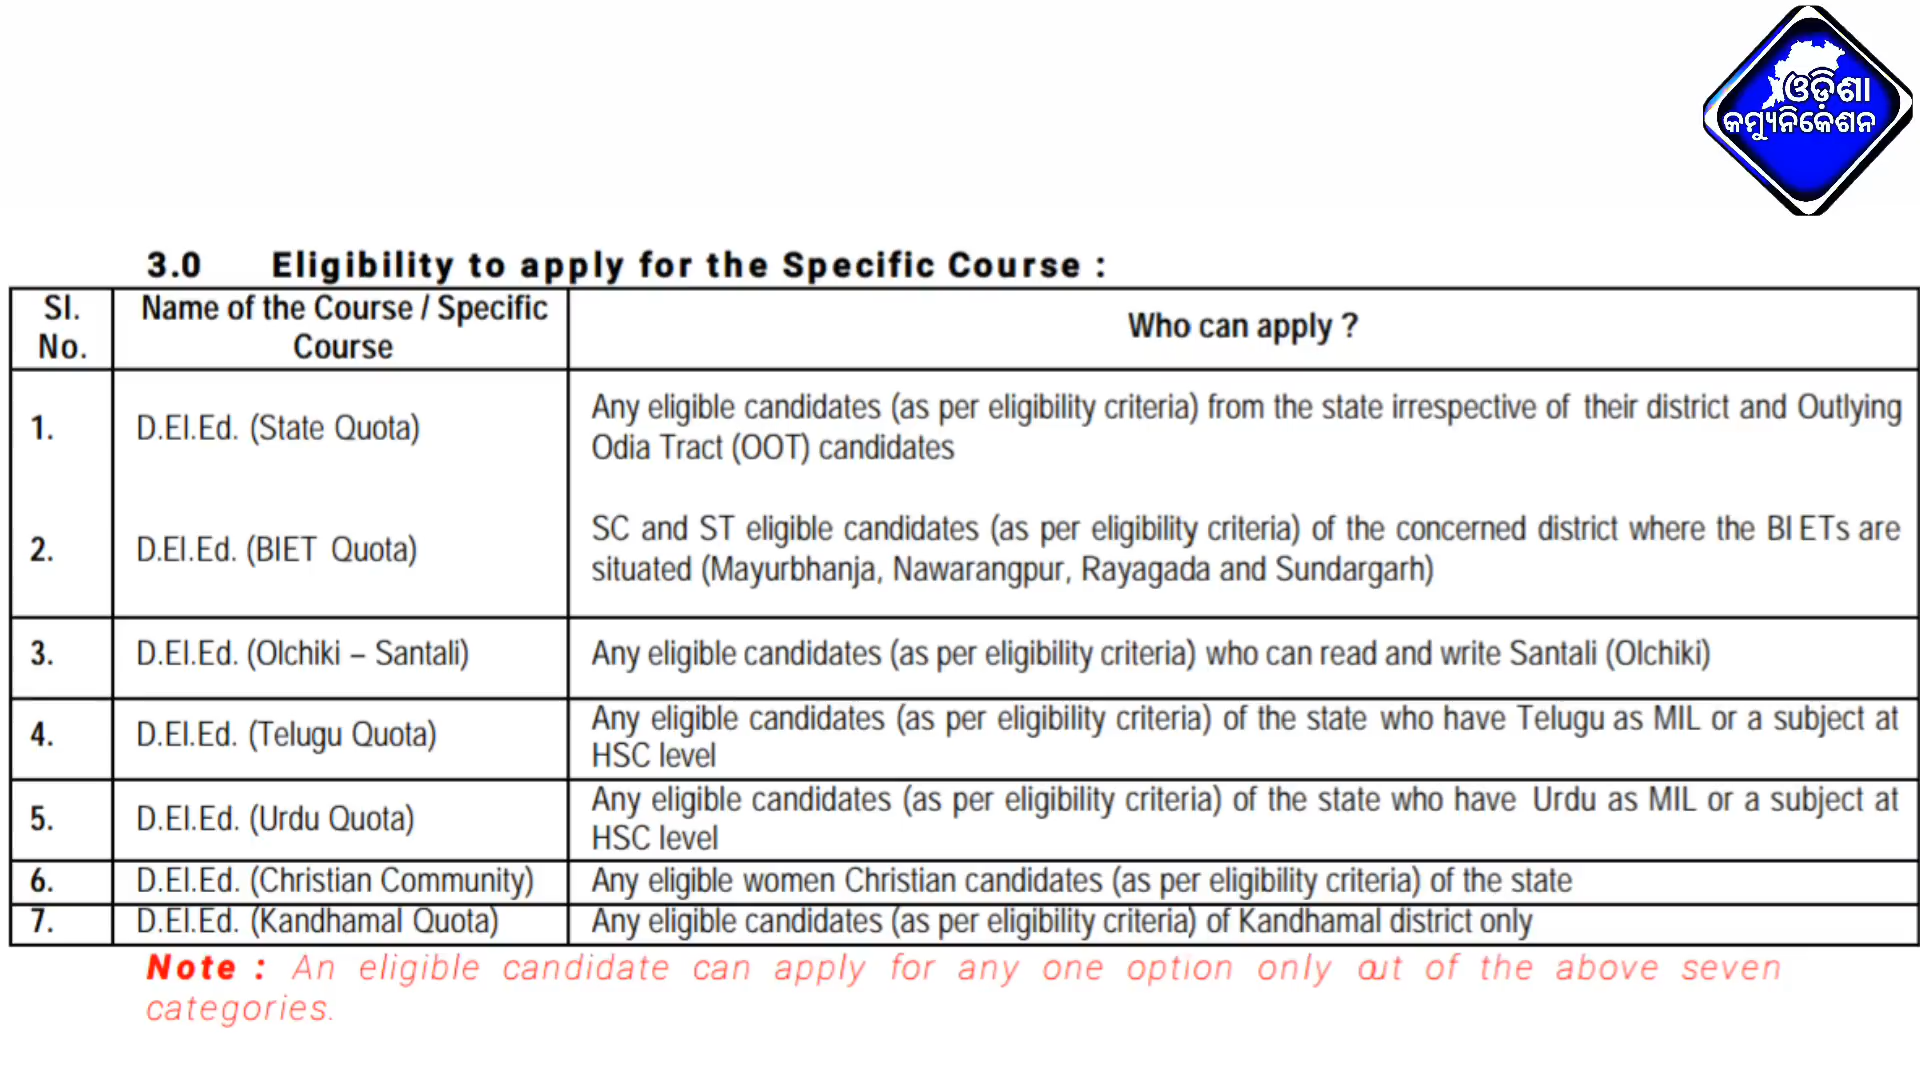 ଓଡ଼ିଶା
କମ୍ୟୁନିକେଶନ
3.0 Eligibility to apply for the Specific Course :
Sl. No. Name of the Course / Specific Course Who can apply ?
1. D.El.Ed. (State Quota) Any eligible candidates (as per eligibility criteria) from the state irrespective of their district and Outlying
Odia Tract (OOT) candidates
2. D.El.Ed. (BIET Quota) SC and ST eligible candidates (as per eligibility criteria) of the concerned district where the BIETs are
situated (Mayurbhanja, Nawarangpur, Rayagada and Sundargarh)
3. D.El.Ed. (Olchiki – Santali) Any eligible candidates (as per eligibility criteria) who can read and write Santali (Olchiki)
4. D.El.Ed. (Telugu Quota) Any eligible candidates (as per eligibility criteria) of the state who have Telugu as MIL or a subject at
HSC level
5. D.El.Ed. (Urdu Quota) Any eligible candidates (as per eligibility criteria) of the state who have Urdu as MIL or a subject at
HSC level
6. D.El.Ed. (Christian Community) Any eligible women Christian candidates (as per eligibility criteria) of the state
7. D.El.Ed. (Kandhamal Quota) Any eligible candidates (as per eligibility criteria) of Kandhamal district only
Note : An eligible candidate can apply for any one option only out of the above seven
categories.